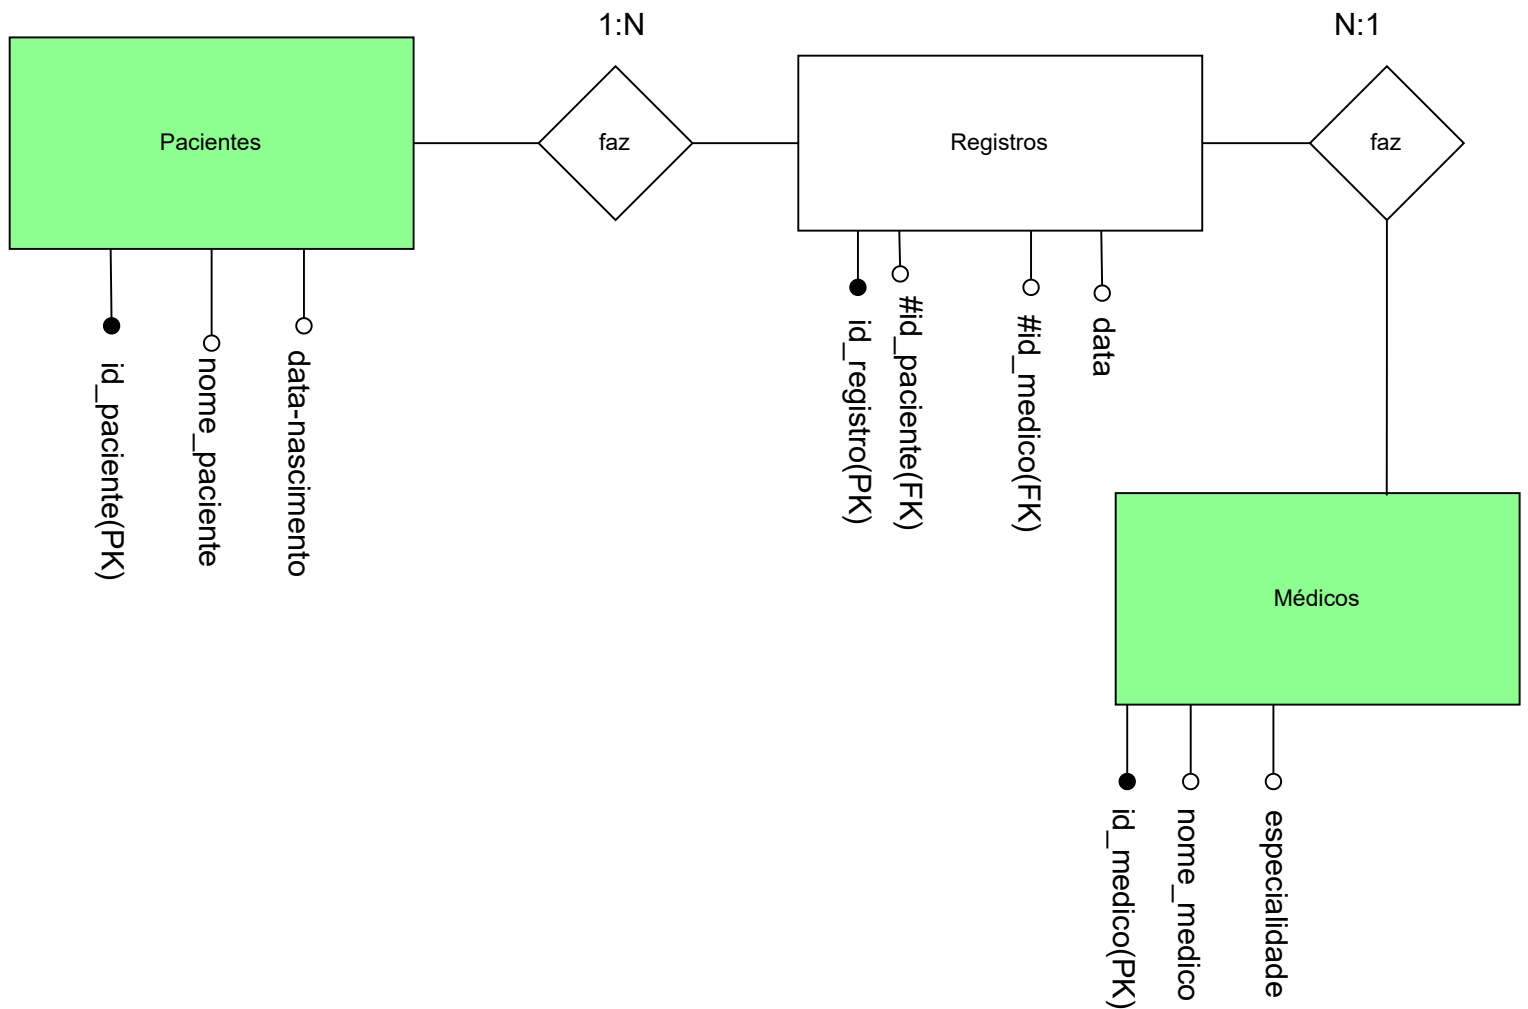 1:N
N:1
Pacientes
faz
Registros
faz
id_paciente(PK)
nome_paciente
data-nascimento
id_registro(PK)
#id_paciente(FK)
#id_medico(FK)
data
Médicos
id_medico(PK)
nome_medico
especialidade